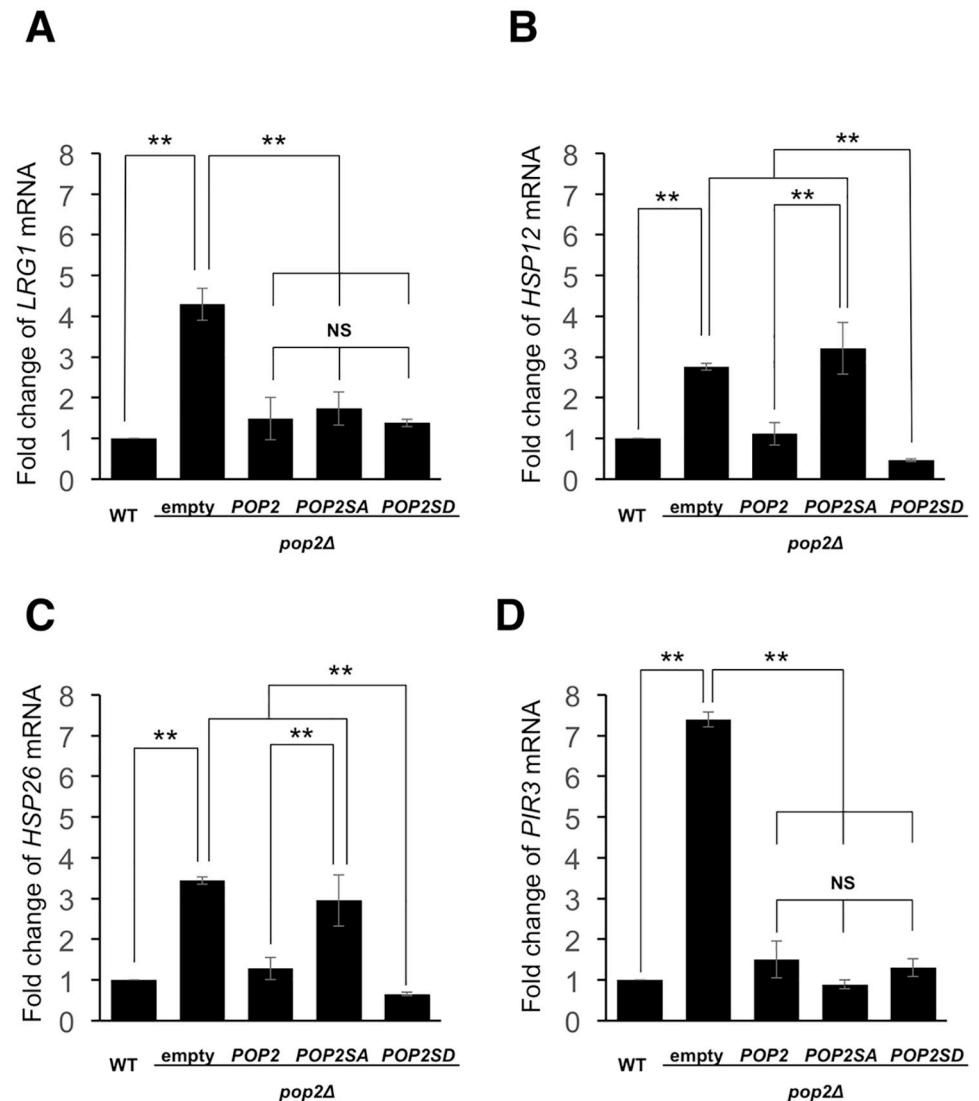 A
Fold change of LRG1 mRNA
8
7
6
5
4
3
2
1
0
**
**
NS
WT
empty POP2 POP2SA POP2SD
pop2Δ
B
Fold change of HSP12 mRNA
8
7
6
5
4
3
2
1
0
**
**
**
WT
empty POP2 POP2SA POP2SD
pop2Δ
C
Fold change of HSP26 mRNA
8
7
6
5
4
3
2
1
0
**
**
**
WT
empty POP2 POP2SA POP2SD
pop2Δ
D
Fold change of PIR3 mRNA
8
7
6
5
4
3
2
1
0
**
**
NS
WT
empty POP2 POP2SA POP2SD
pop2Δ